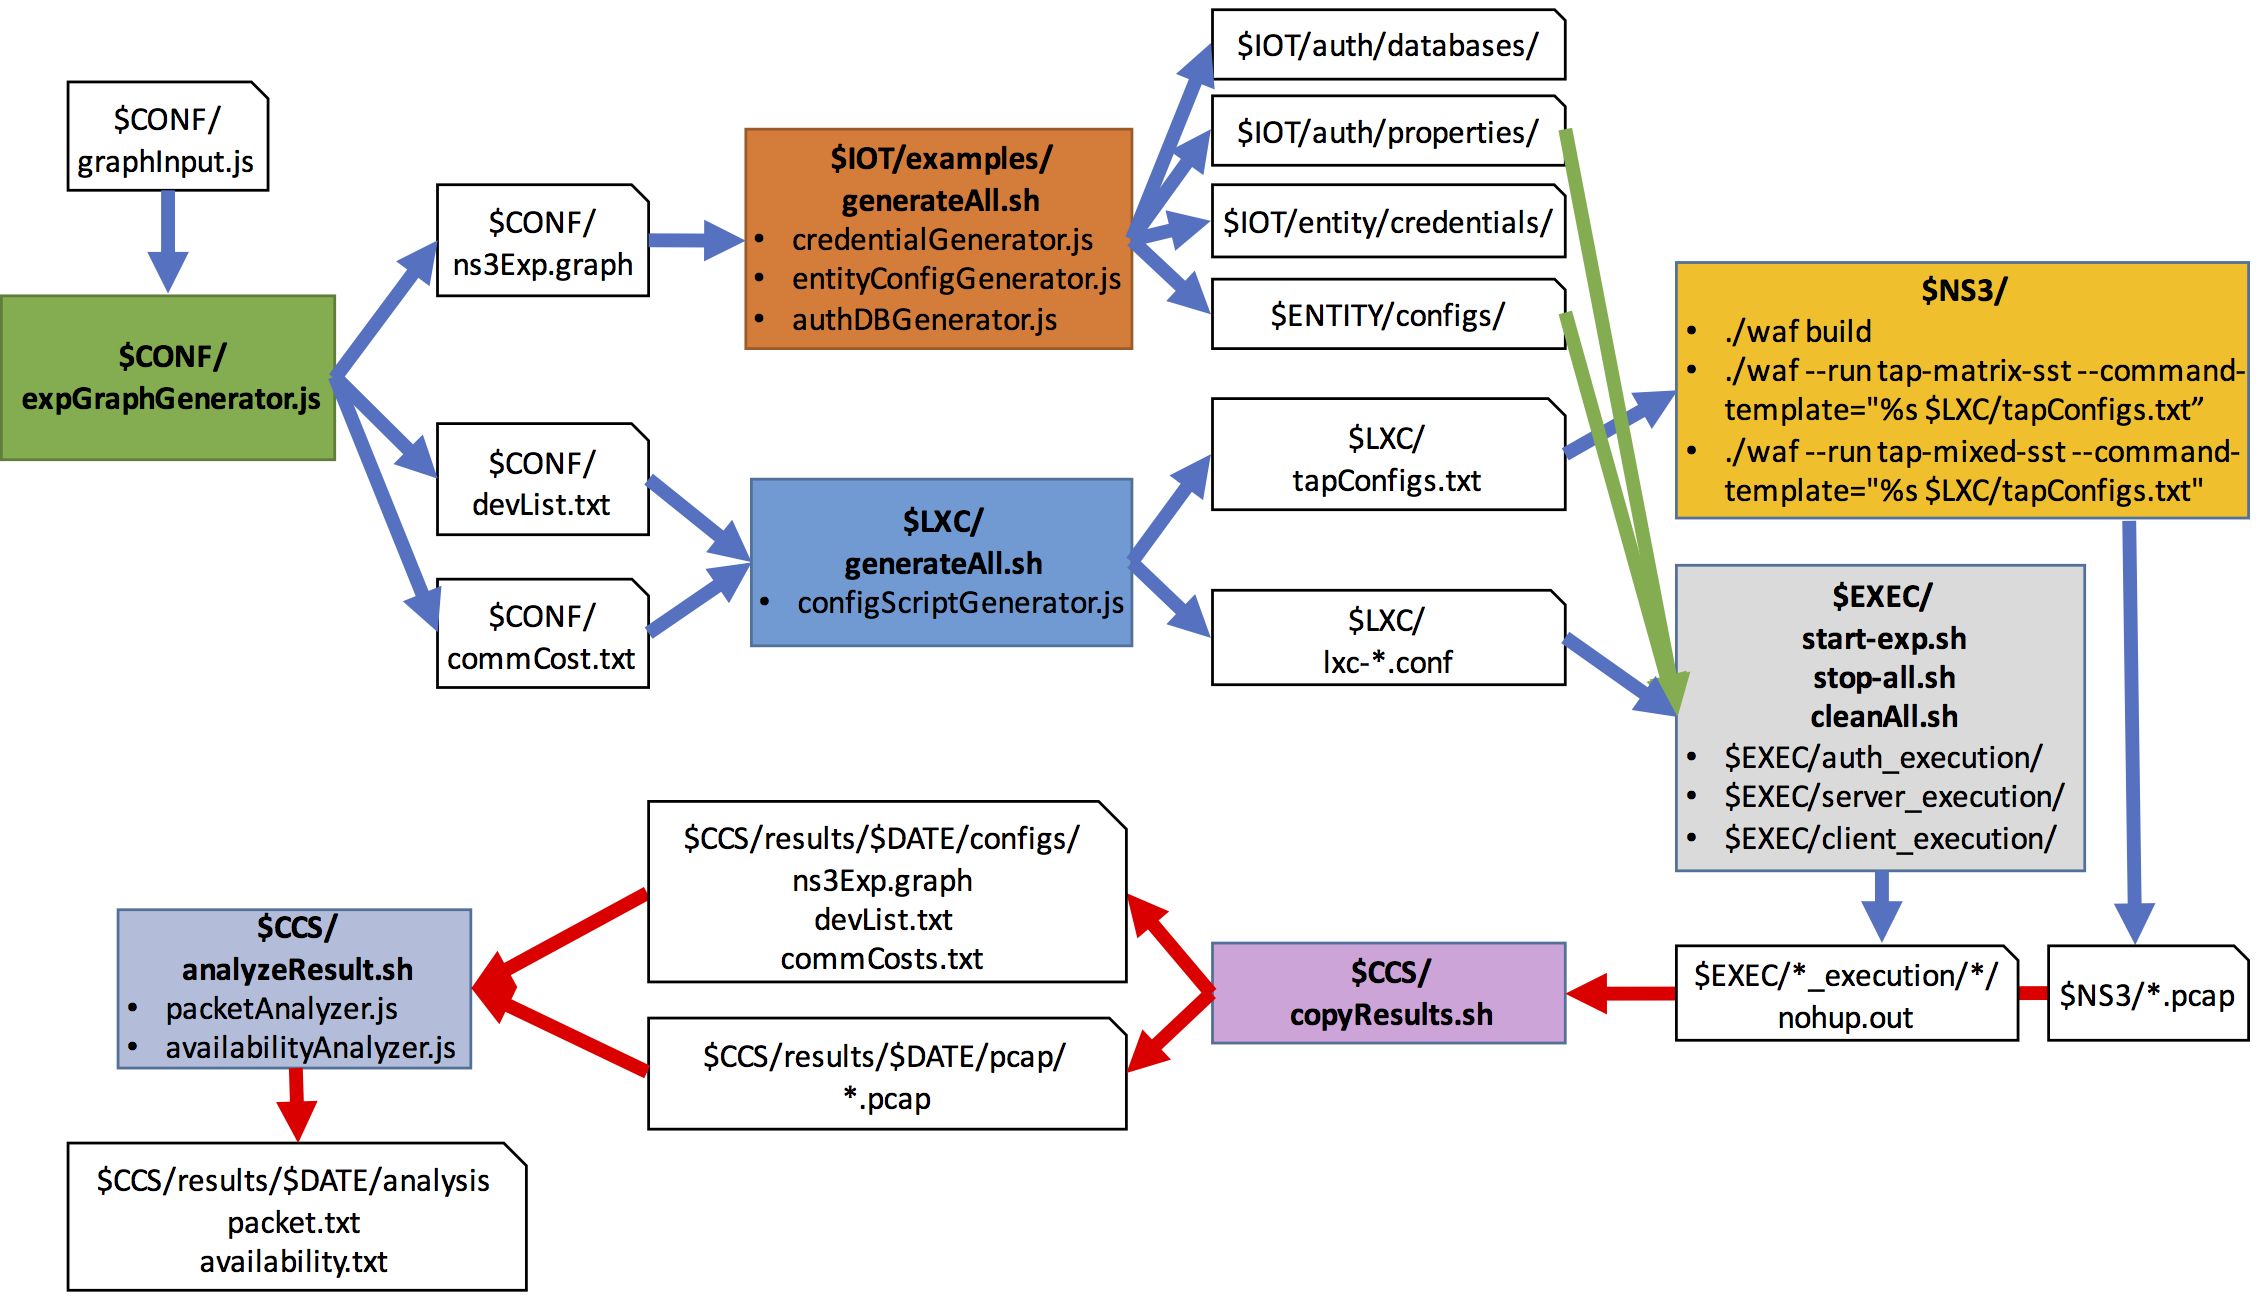 $CONF/
graphInput.js
$CONF/
expGraphGenerator.js
$CONF/
ns3Exp.graph
$CONF/
devList.txt
$CONF/
commCost.txt
$IOT/examples/
generateAll.sh
• credentialGenerator.js
• entityConfigGenerator.js
• authDBGenerator.js
$LXC/
generateAll.sh
• configScriptGenerator.js
$IOT/auth/databases/
$IOT/auth/properties/
$IOT/entity/credentials/
$ENTITY/configs/
$LXC/
tapConfigs.txt
$LXC/
lxc-*.conf
$NS3/
• ./waf build
• ./waf --run tap-matrix-sst --command-
template="%s $LXC/tapConfigs.txt”
• ./waf --run tap-mixed-sst --command-
template="%s $LXC/tapConfigs.txt"
$EXEC/
start-exp.sh
stop-all.sh
cleanAll.sh
• $EXEC/auth_execution/
• $EXEC/server_execution/
• $EXEC/client_execution/
$EXEC/*_execution/*/
nohup.out
$NS3/*.pcap
$CCS/
copyResults.sh
$CCS/results/$DATE/configs/
ns3Exp.graph
devList.txt
commCosts.txt
$CCS/results/$DATE/pcap/
*.pcap
$CCS/
analyzeResult.sh
• packetAnalyzer.js
• availabilityAnalyzer.js
$CCS/results/$DATE/analysis
packet.txt
availability.txt